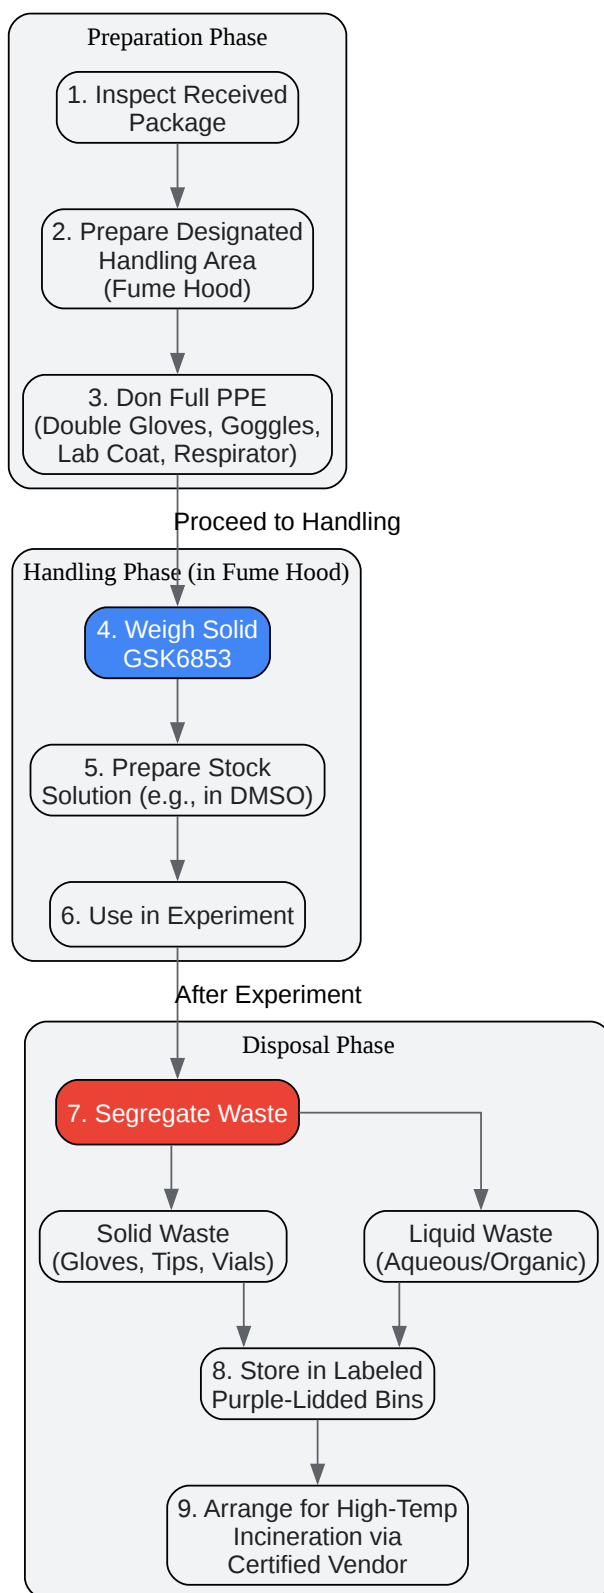 Preparation Phase
1. Inspect Received
Package
2. Prepare Designated
Handling Area
(Fume Hood)
3. Don Full PPE
(Double Gloves, Goggles,
Lab Coat, Respirator)
Proceed to Handling
Handling Phase (in Fume Hood)
4. Weigh Solid
GSK6853
5. Prepare Stock
Solution (e.g., in DMSO)
6. Use in Experiment
After Experiment
Disposal Phase
7. Segregate Waste
Solid Waste
(Gloves, Tips, Vials)
Liquid Waste
(Aqueous/Organic)
8. Store in Labeled
Purple-Lidded Bins
9. Arrange for High-Temp
Incineration via
Certified Vendor